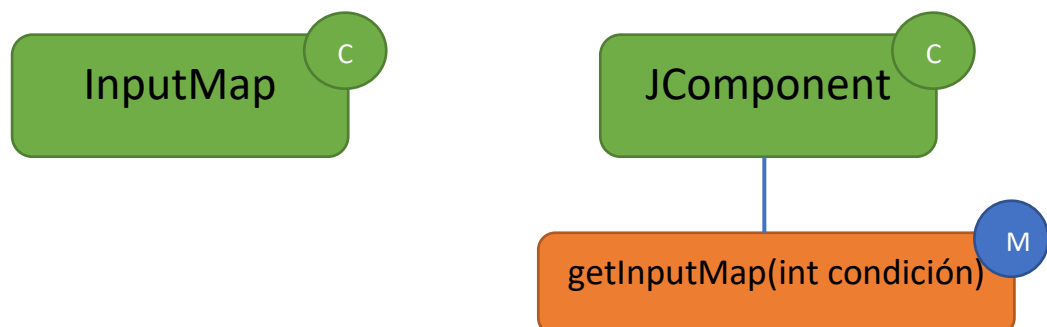 InputMap
C
JComponent
C
getInputMap(int condición)
M